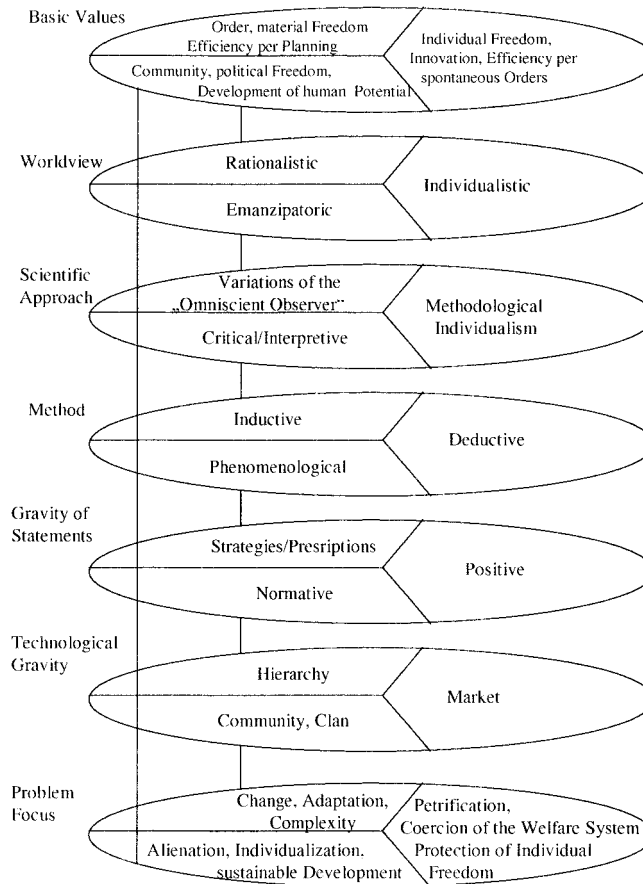 Basic Values
Order, material Freedom
Efficiency per Planning
Community, political Freedom,
Development of human Potential
Individual Freedom,
Innovation, Efficiency per
spontaneous Orders
Worldview
Rationalistic
Emanzipatoric
Individualistic
Scientific
Approach
Variations of the
„Omniscient Observer“
Critical/Interpretive
Methodological
Individualism
Method
Inductive
Phenomenological
Deductive
Gravity of
Statements
Strategies/Presriptions
Normative
Positive
Technological
Gravity
Hierarchy
Community, Clan
Market
Problem
Focus
Change, Adaptation,
Complexity
Alienation, Individualization.
sustainable Development
Petrification,
Coercion of the Welfare System
Protection of Individual
Freedom